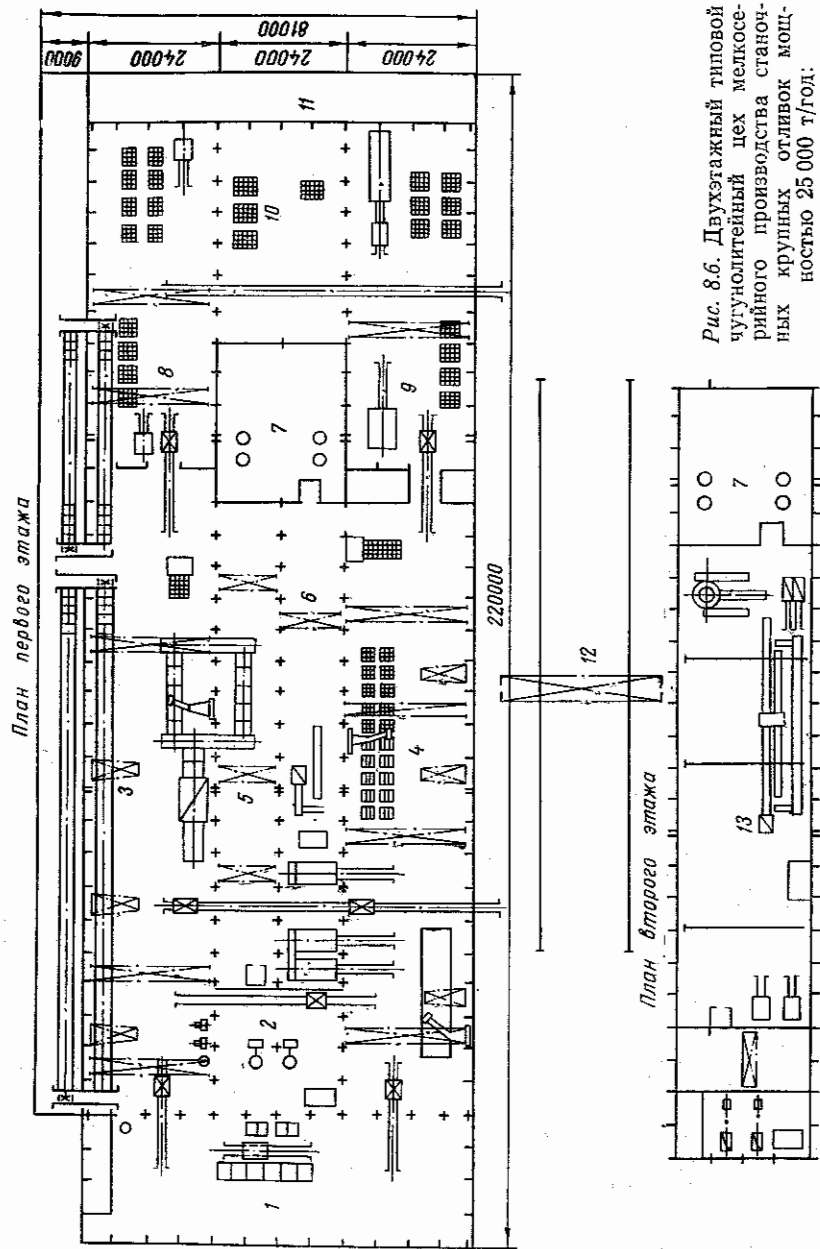 План первого этажа
9000
24000
24000
24000
81000
1
2
3
4
5
6
7
8
9
10
11
220000
12
План второго этажа
13
7
Рис. 8.6. Двухэтажный типовой
чугунолитейный цех мелкосе-
рийного производства станоч-
ных крупных отливок мощ-
ностью 25 000 т/год: